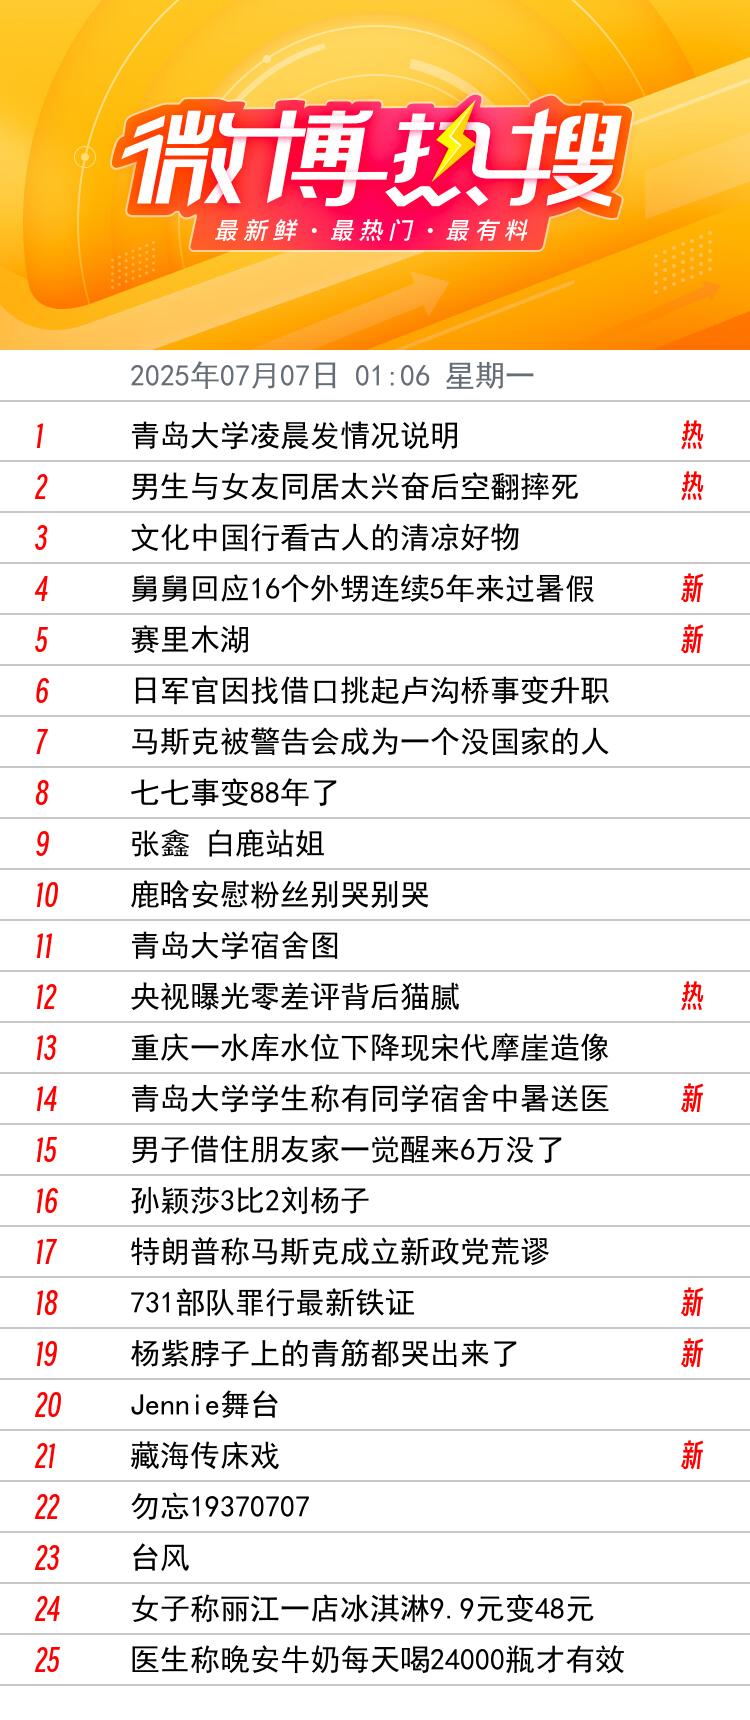 微博热搜
最新鲜·最热门·最有料
2025年07月07日 01:06 星期一
1 青岛大学凌晨发情况说明 热
2 男生与女友同居太兴奋后空翻摔死 热
3 文化中国行看古人的清凉好物
4 舅舅回应16个外甥连续5年来过暑假 新
5 赛里木湖 新
6 日军官因找借口挑起卢沟桥事变升职
7 马斯克被警告会成为一个没国家的人
8 七七事变88年了
9 张鑫 白鹿站姐
10 鹿晗安慰粉丝别哭别哭
11 青岛大学宿舍图
12 央视曝光零差评背后猫腻 热
13 重庆一水库水位下降现宋代摩崖造像
14 青岛大学学生称有同学宿舍中暑送医 新
15 男子借住朋友家一觉醒来6万没了
16 孙颖莎3比2刘杨子
17 特朗普称马斯克成立新政党荒谬
18 731部队罪行最新铁证 新
19 杨紫脖子上的青筋都哭出来了 新
20 Jennie舞台
21 藏海传床戏 新
22 勿忘19370707
23 台风
24 女子称丽江一店冰淇淋9.9元变48元
25 医生称晚安牛奶每天喝24000瓶才有效